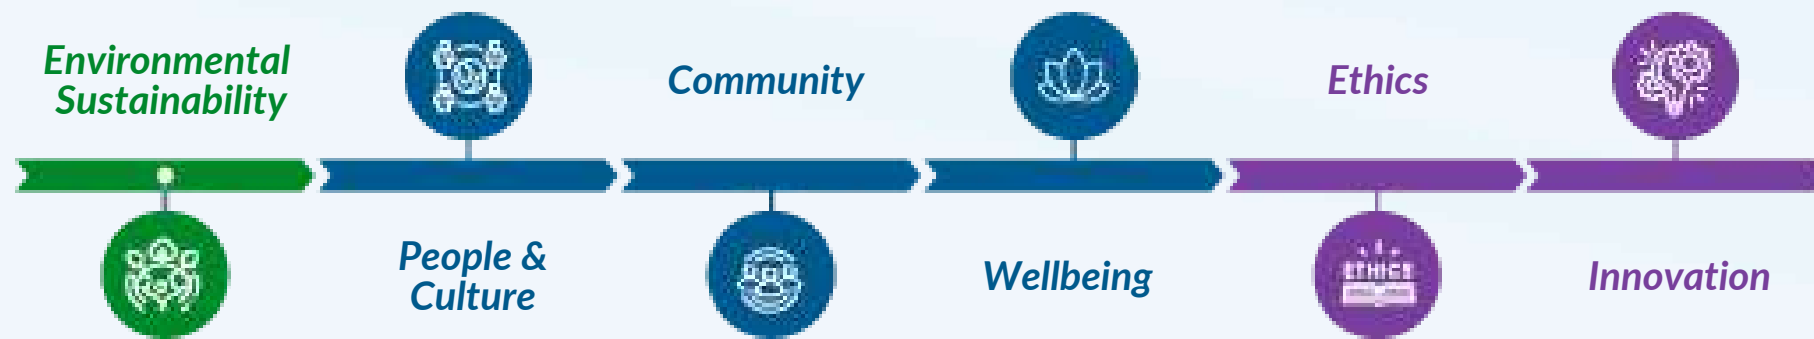 Environmental
Sustainability
People &
Culture
Community
Wellbeing
Ethics
ETHICS
Innovation